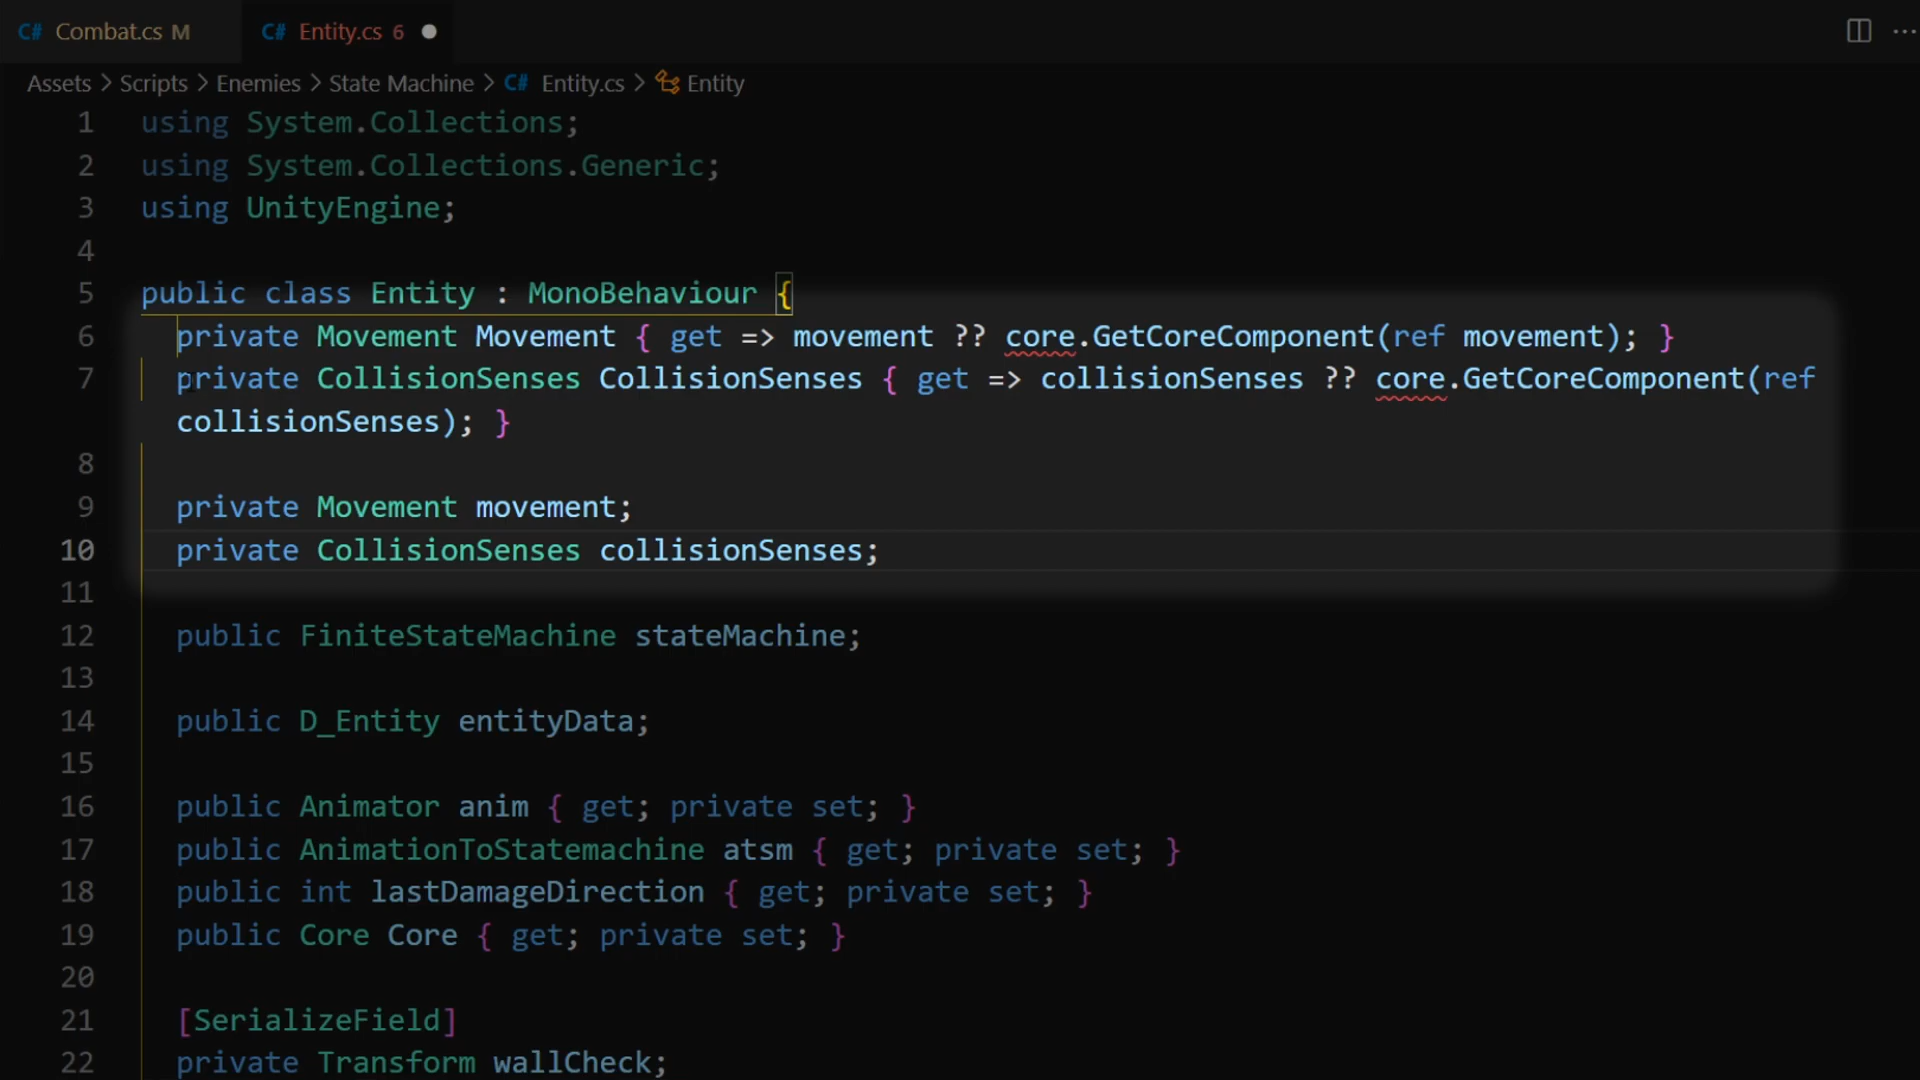 C# Combat.cs M
C# Entity.cs 6
Assets > Scripts > Enemies > State Machine > C# Entity.cs > Entity
1 using System.Collections;
2 using System.Collections.Generic;
3 using UnityEngine;
4
5 public class Entity : MonoBehaviour {
6 private Movement Movement { get => movement ?? core.GetCoreComponent(ref movement); }
7 private CollisionSenses CollisionSenses { get => collisionSenses ?? core.GetCoreComponent(ref
collisionSenses); }
8
9 private Movement movement;
10 private CollisionSenses collisionSenses;
11
12 public FiniteStateMachine stateMachine;
13
14 public D_Entity entityData;
15
16 public Animator anim { get; private set; }
17 public AnimationToStatemachine atsm { get; private set; }
18 public int lastDamageDirection { get; private set; }
19 public Core Core { get; private set; }
20
21 [SerializeField]
22 private Transform wallCheck;